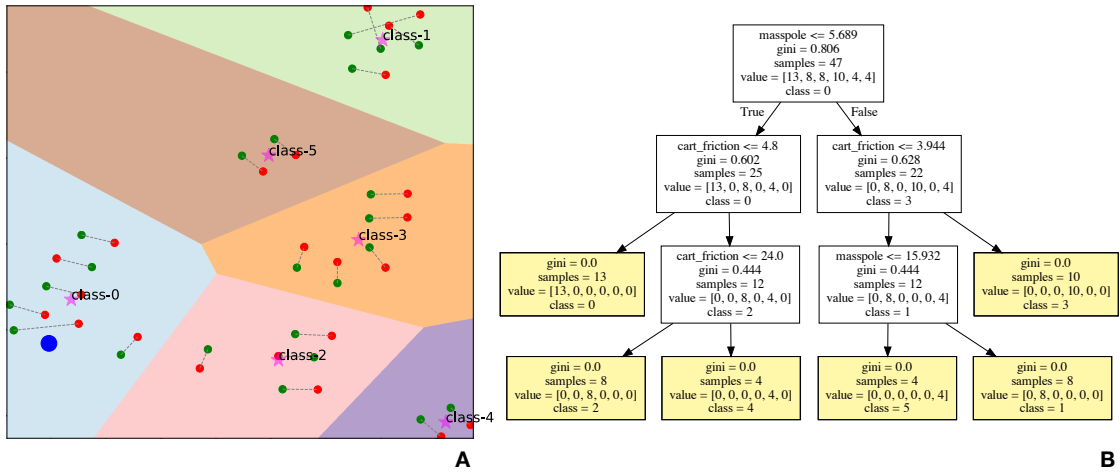 class-1
class-5
class-3
class-0
class-2
class-4
A
masspole <= 5.689
gini = 0.806
samples = 47
value = [13, 8, 8, 10, 4, 4]
class = 0
True
False
cart_friction <= 4.8
gini = 0.602
samples = 25
value = [13, 0, 8, 0, 4, 0]
class = 0
cart_friction <= 3.944
gini = 0.628
samples = 22
value = [0, 8, 0, 10, 0, 4]
class = 3
gini = 0.0
samples = 13
value = [13, 0, 0, 0, 0, 0]
class = 0
cart_friction <= 24.0
gini = 0.444
samples = 12
value = [0, 0, 8, 0, 4, 0]
class = 2
masspole <= 15.932
gini = 0.444
samples = 12
value = [0, 8, 0, 0, 0, 4]
class = 1
gini = 0.0
samples = 10
value = [0, 0, 0, 10, 0, 0]
class = 3
gini = 0.0
samples = 8
value = [0, 0, 8, 0, 0, 0]
class = 2
gini = 0.0
samples = 4
value = [0, 0, 0, 0, 4, 0]
class = 4
gini = 0.0
samples = 4
value = [0, 0, 0, 0, 0, 4]
class = 5
gini = 0.0
samples = 8
value = [0, 8, 0, 0, 0, 0]
class = 1
B